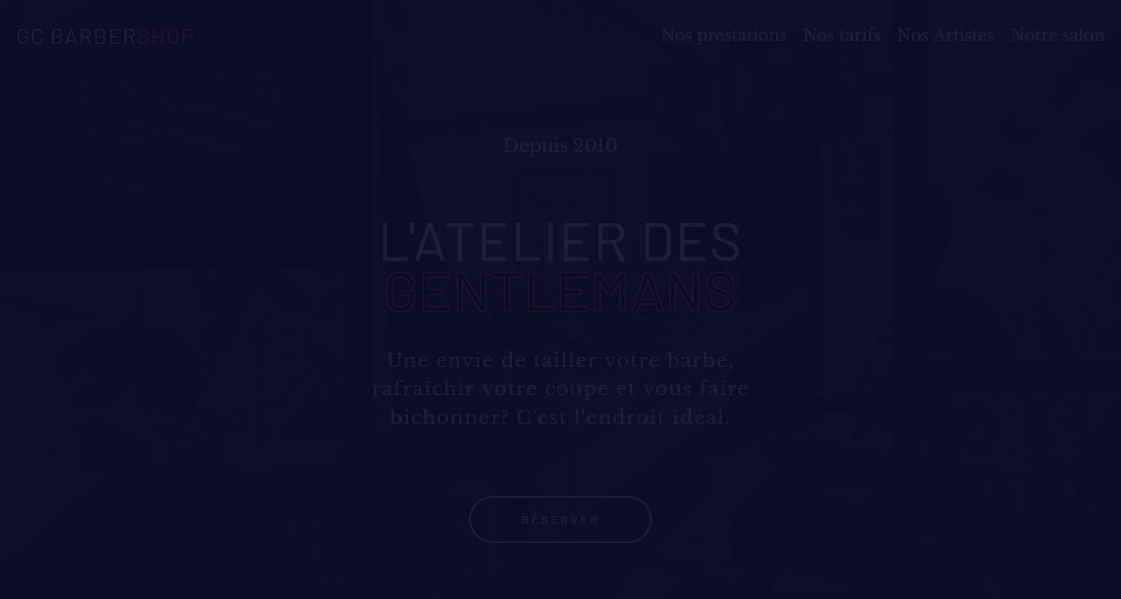 GC BARBERSHOP
Nos prestations Nos tarifs Nos Artistes Notre salon
Depuis 2010
L'ATELIER DES
GENTLEMANS
Une envie de tailler votre barbe,
rafraîchir votre coupe et vous faire
bichonner? C'est l'endroit idéal.
RÉSERVER